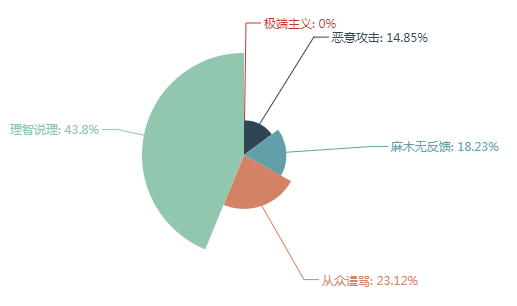 极端主义: 0%
恶意攻击: 14.85%
麻木无反馈: 18.23%
从众谩骂: 23.12%
理智说理: 43.8%